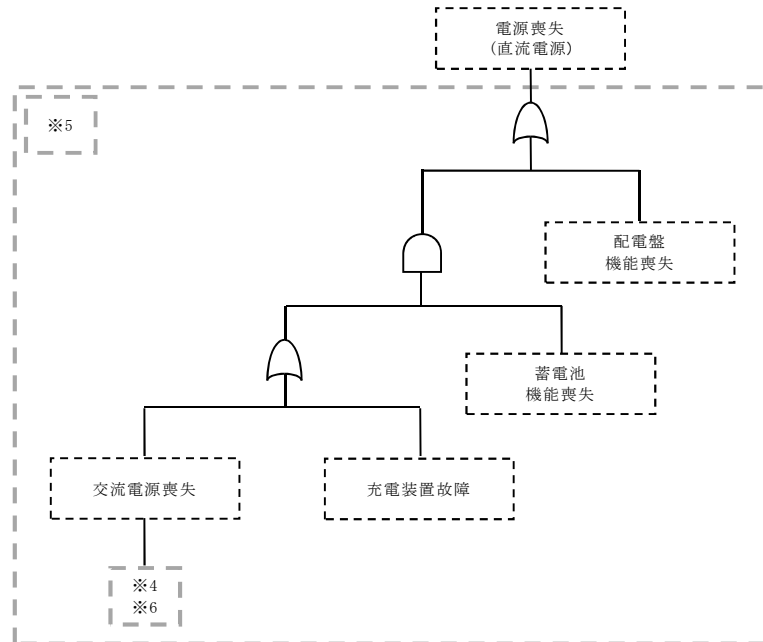 電源喪失
(直流電源)
※5
配電盤
機能喪失
蓄電池
機能喪失
交流電源喪失
充電装置故障
※4
※6